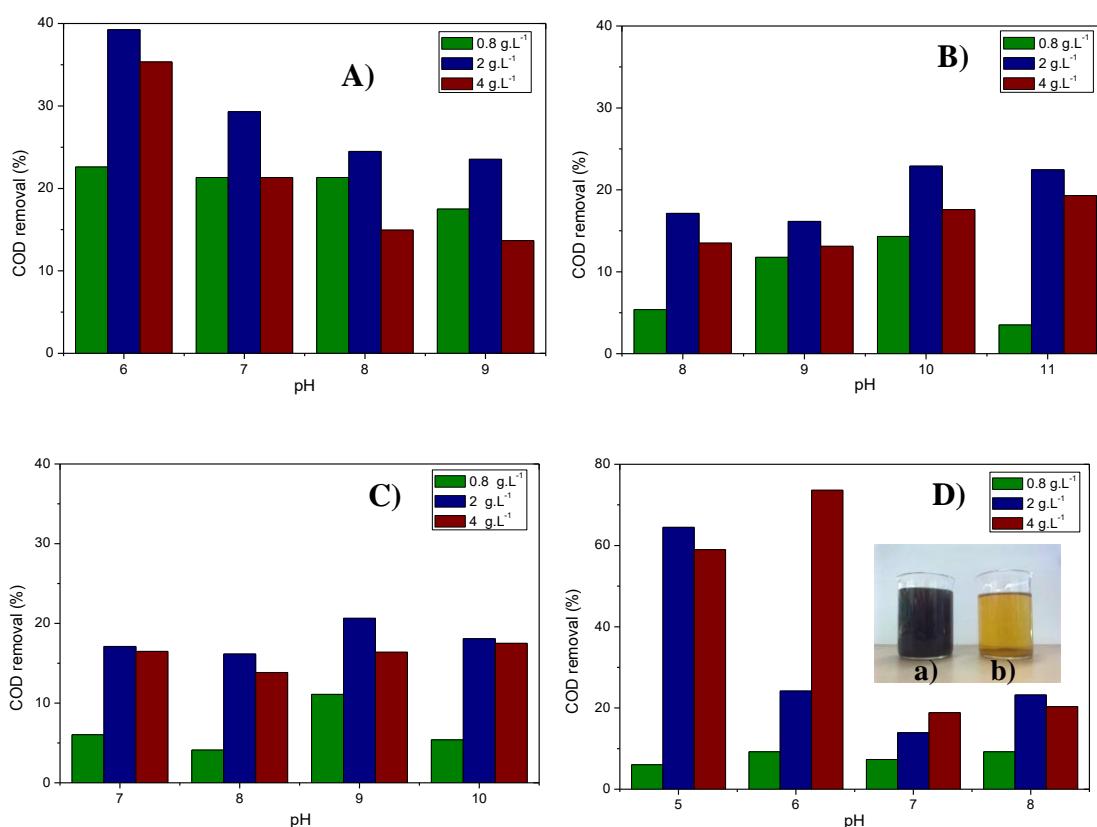 A)
0.8 g.L⁻¹
2 g.L⁻¹
4 g.L⁻¹
COD removal (%)
40
30
20
10
0
6 7 8 9
pH
B)
0.8 g.L⁻¹
2 g.L⁻¹
4 g.L⁻¹
COD removal (%)
40
30
20
10
0
8 9 10 11
pH
C)
0.8 g.L⁻¹
2 g.L⁻¹
4 g.L⁻¹
COD removal (%)
40
30
20
10
0
7 8 9 10
pH
D)
0.8 g.L⁻¹
2 g.L⁻¹
4 g.L⁻¹
a) b)
COD removal (%)
80
60
40
20
0
5 6 7 8
pH